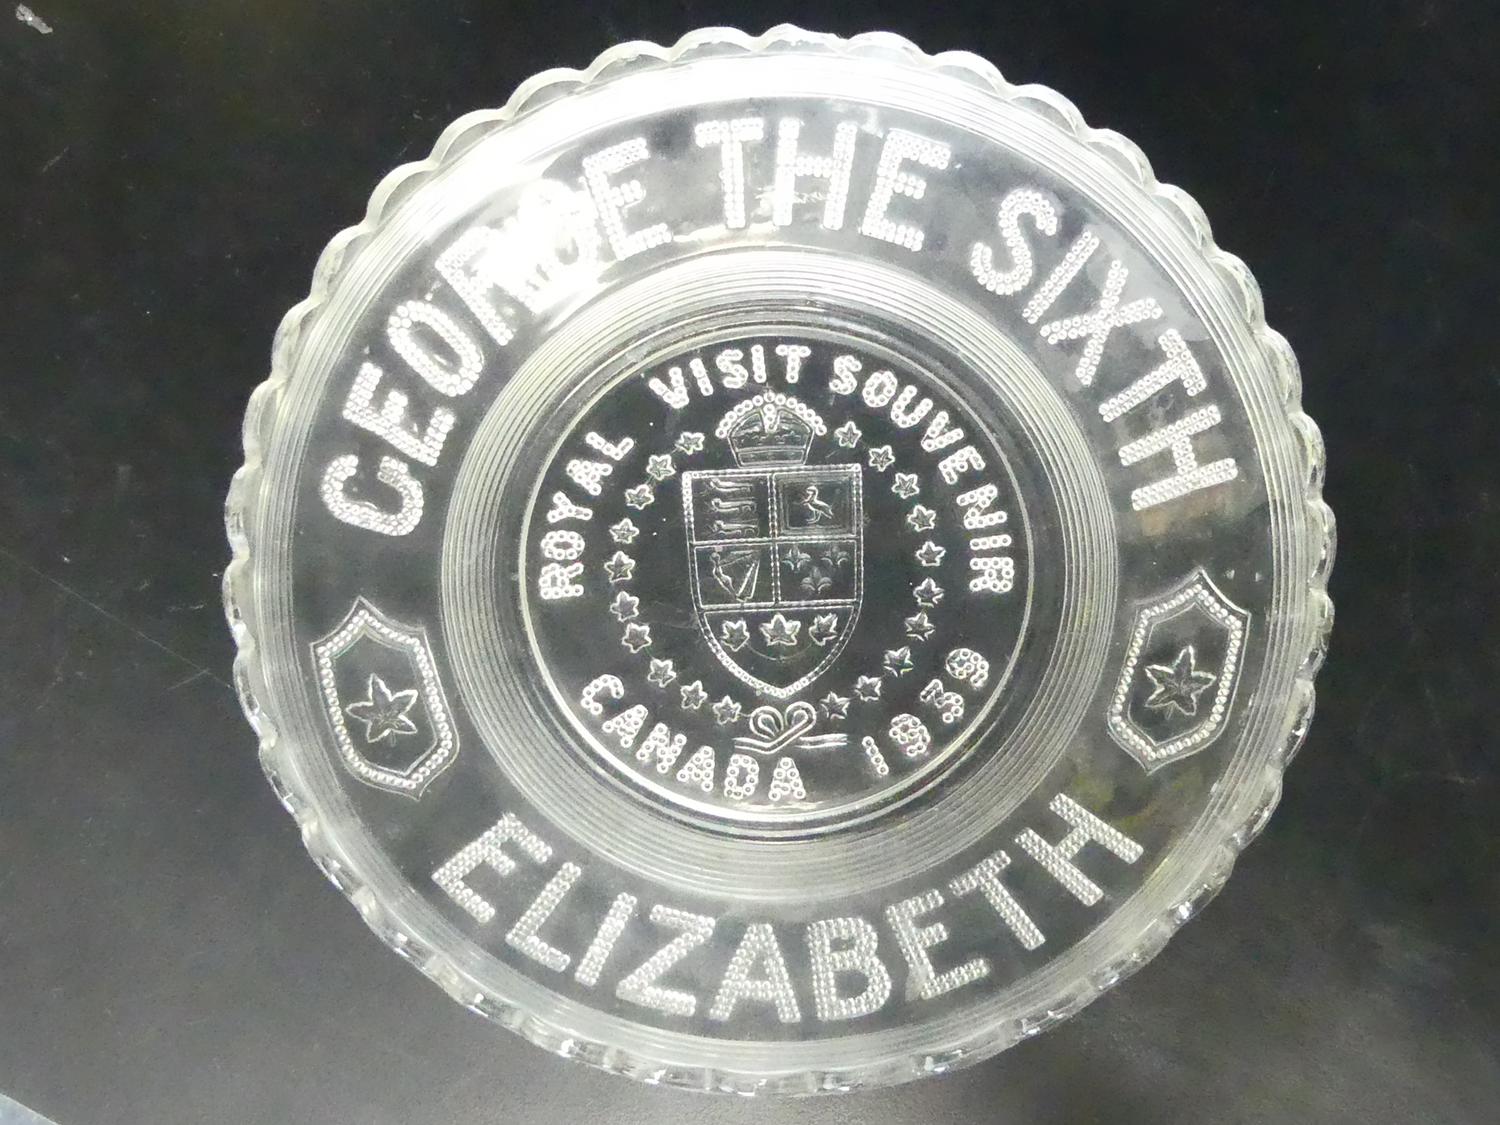 GEORGE THE SIXTH
ROYAL VISIT SOUVENIR
CANADA 1939
ELIZABETH